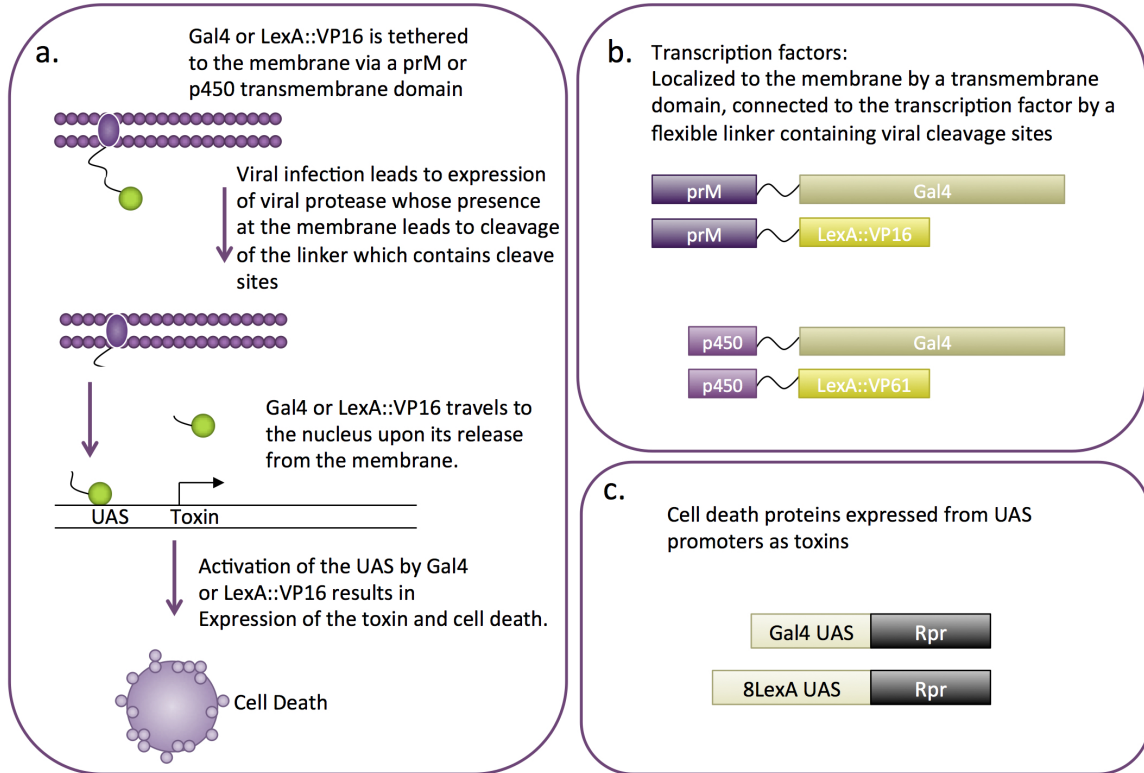 a.
Gal4 or LexA::VP16 is tethered
to the membrane via a prM or
p450 transmembrane domain
Viral infection leads to expression
of viral protease whose presence
at the membrane leads to cleavage
of the linker which contains cleave
sites
Gal4 or LexA::VP16 travels to
the nucleus upon its release
from the membrane.
UAS Toxin
Activation of the UAS by Gal4
or LexA::VP16 results in
Expression of the toxin and cell death.
Cell Death
b.
Transcription factors:
Localized to the membrane by a transmembrane
domain, connected to the transcription factor by a
flexible linker containing viral cleavage sites
prM Gal4
prM LexA::VP16
p450 Gal4
p450 LexA::VP61
c.
Cell death proteins expressed from UAS
promoters as toxins
Gal4 UAS Rpr
8LexA UAS Rpr